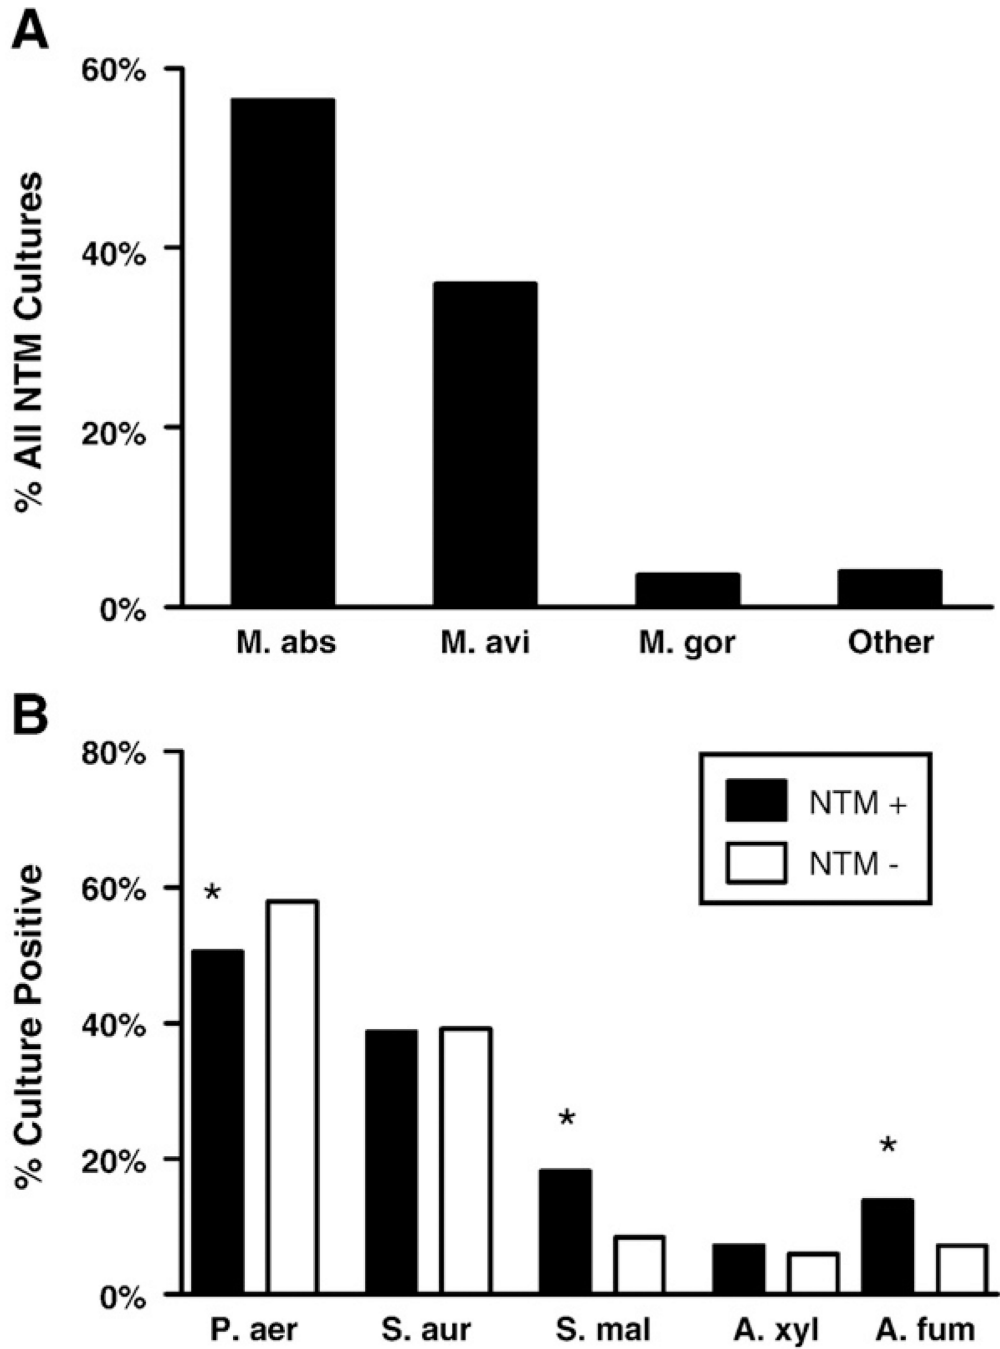 A
60%
40%
20%
0%
% All NTM Cultures
M. abs M. avi M. gor Other
B
80%
60%
40%
20%
0%
% Culture Positive
NTM +
NTM -
*
*
*
P. aer S. aur S. mal A. xyl A. fum